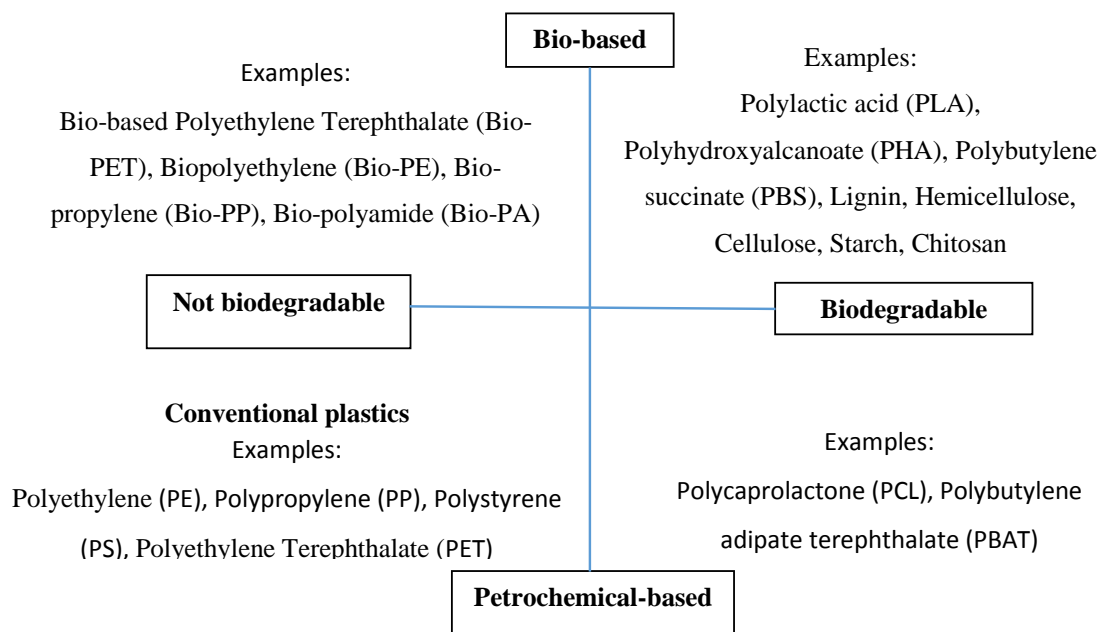 Bio-based
Examples:
Bio-based Polyethylene Terephthalate (Bio-
PET), Biopolyethylene (Bio-PE), Bio-
propylene (Bio-PP), Bio-polyamide (Bio-PA)
Examples:
Polylactic acid (PLA),
Polyhydroxyalcanoate (PHA), Polybutylene
succinate (PBS), Lignin, Hemicellulose,
Cellulose, Starch, Chitosan
Not biodegradable
Biodegradable
Conventional plastics
Examples:
Polyethylene (PE), Polypropylene (PP), Polystyrene
(PS), Polyethylene Terephthalate (PET)
Examples:
Polycaprolactone (PCL), Polybutylene
adipate terephthalate (PBAT)
Petrochemical-based